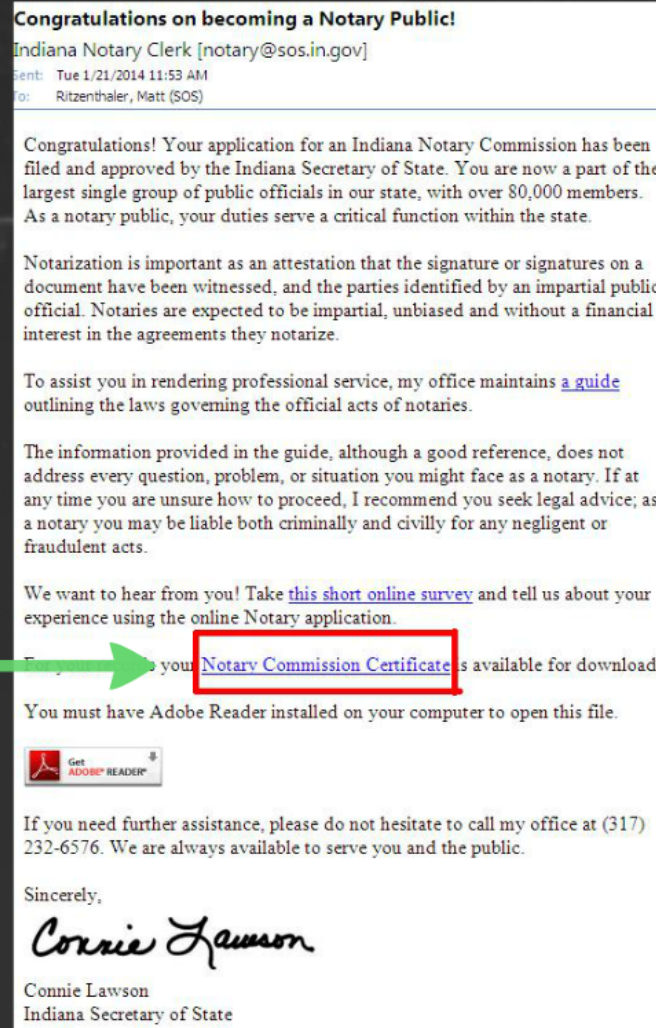 Congratulations on becoming a Notary Public!
Indiana Notary Clerk [notary@sos.in.gov]
Sent: Tue 1/21/2014 11:53 AM
To: Ritzenthaler, Matt (SOS)
Congratulations! Your application for an Indiana Notary Commission has been
filed and approved by the Indiana Secretary of State. You are now a part of the
largest single group of public officials in our state, with over 80,000 members.
As a notary public, your duties serve a critical function within the state.
Notarization is important as an attestation that the signature or signatures on a
document have been witnessed, and the parties identified by an impartial public
official. Notaries are expected to be impartial, unbiased and without a financial
interest in the agreements they notarize.
To assist you in rendering professional service, my office maintains a guide
outlining the laws governing the official acts of notaries.
The information provided in the guide, although a good reference, does not
address every question, problem, or situation you might face as a notary. If at
any time you are unsure how to proceed, I recommend you seek legal advice; as
a notary you may be liable both criminally and civilly for any negligent or
fraudulent acts.
We want to hear from you! Take this short online survey and tell us about your
experience using the online Notary application.
For your records your Notary Commission Certificate is available for download
You must have Adobe Reader installed on your computer to open this file.
Get
ADOBE® READER®
If you need further assistance, please do not hesitate to call my office at (317)
232-6576. We are always available to serve you and the public.
Sincerely,
Connie Lawson
Connie Lawson
Indiana Secretary of State